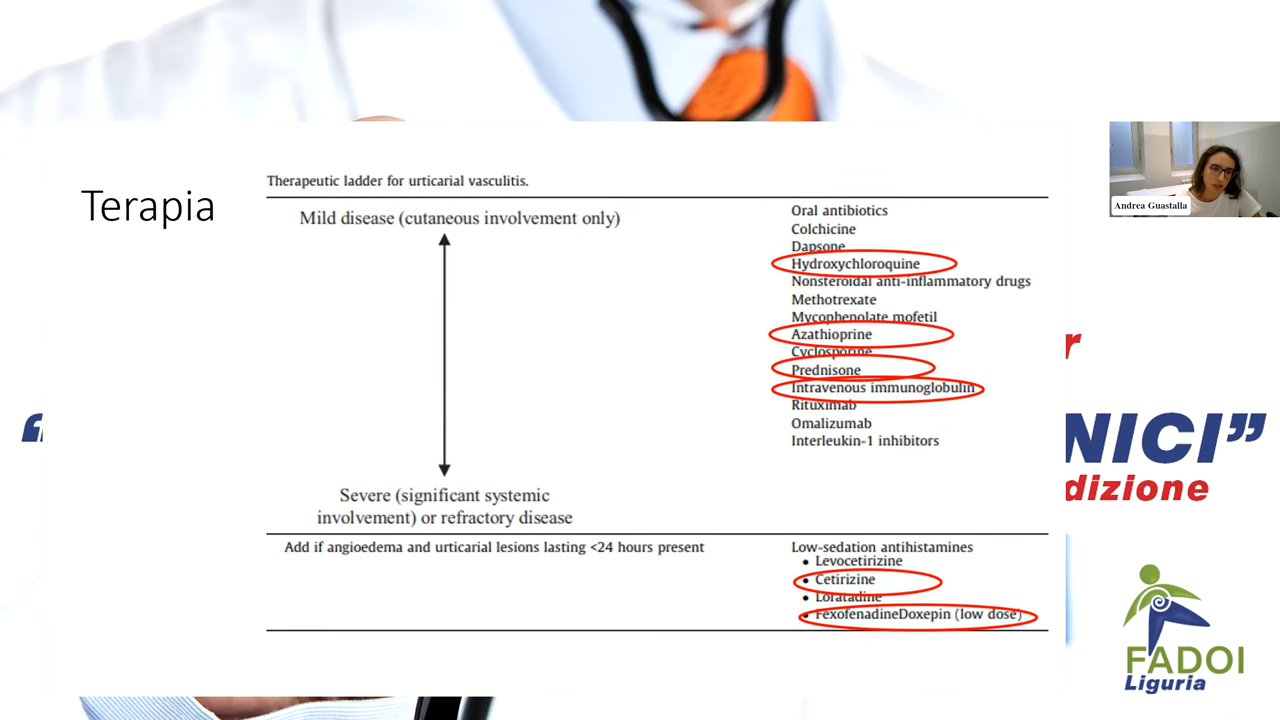 Terapia
Therapeutic ladder for urticarial vasculitis.
Mild disease (cutaneous involvement only)
Oral antibiotics
Colchicine
Dapsone
Hydroxychloroquine
Nonsteroidal anti-inflammatory drugs
Methotrexate
Mycophenolate mofetil
Azathioprine
Cyclosporine
Prednisone
Intravenous immunoglobulin
Rituximab
Omalizumab
Interleukin-1 inhibitors
Severe (significant systemic
involvement) or refractory disease
Add if angioedema and urticarial lesions lasting <24 hours present
Low-sedation antihistamines
• Levocetirizine
• Cetirizine
• Loratadine
• FexofenadineDoxepin (low dose)
Andrea Guastalla
r
“
NICI”
dizione
FADOI
Liguria